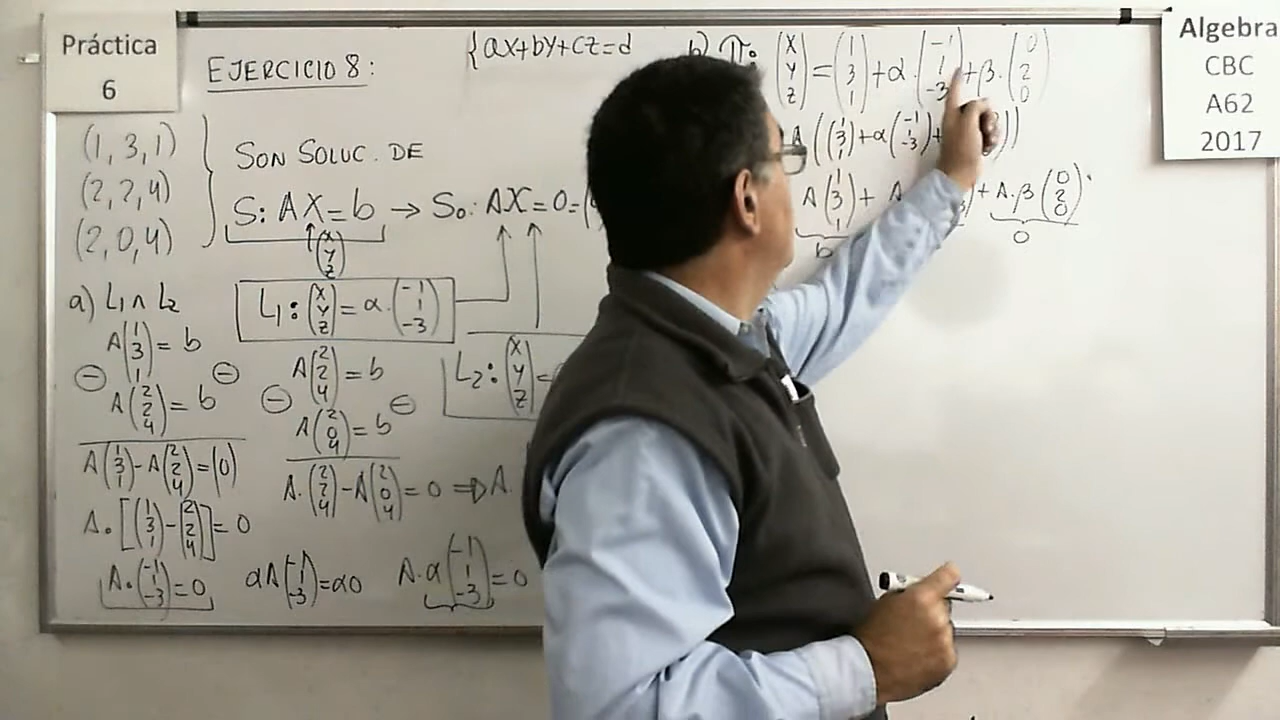 Práctica
6
EJERCICIO 8:
{ax+by+cz=d
(1, 3, 1)
(2, 2, 4)
(2, 0, 4)
SON SOLUC. DE
S: AX=b → S₀: AX=0=
(x y z)
a) L₁ ∩ L₂
L₁: (x y z) = α·(-1 1 -3)
L₂: (x y z) =
A(1 3 1) = b
⊖ ⊖
A(2 2 4) = b
A(1 3 1) - A(2 2 4) = (0)
A·[(1 3 1) - (2 2 4)] = 0
A·(-1 1 -3) = 0
αA(-1 1 -3) = α0
A·α(-1 1 -3) = 0
A(2 2 4) = b
⊖ ⊖
A(2 0 4) = b
A·(2 2 4) - A(2 0 4) = 0 ⇒ A.
b) π: (x y z) = (1 3 1) + α·(-1 1 -3) + β·(0 2 0)
A((1 3 1) + α(-1 1 -3) +
A(1 3 1) + A
+ A·β(0 2 0)
b
0
Algebra
CBC
A62
2017